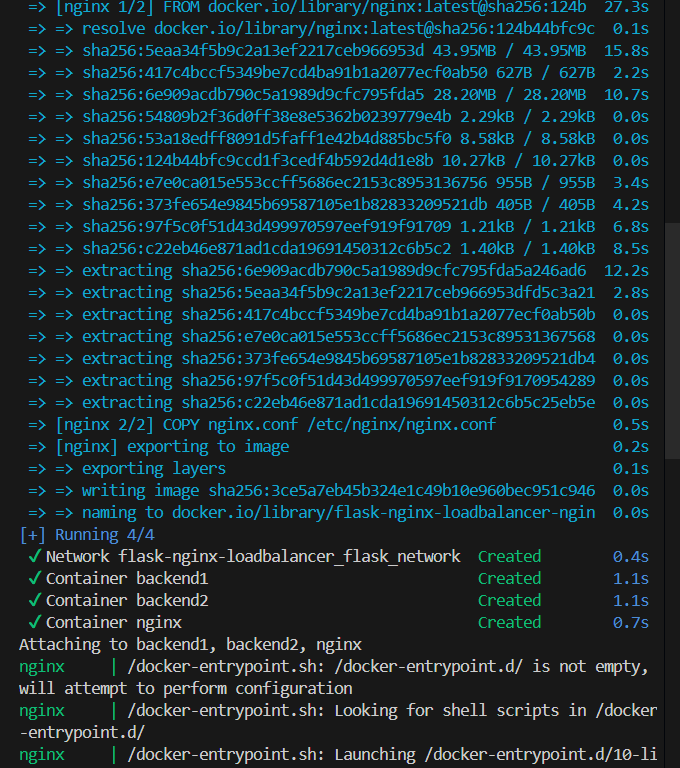 => [nginx 1/2] FROM docker.io/library/nginx:latest@sha256:124b 27.3s
=> => resolve docker.io/library/nginx:latest@sha256:124b44bfc9c 0.1s
=> => sha256:5eaa34f5b9c2a13ef2217ceb966953d 43.95MB / 43.95MB 15.8s
=> => sha256:417c4bccf5349be7cd4ba91b1a2077ecf0ab50 627B / 627B 2.2s
=> => sha256:6e909acdb790c5a1989d9cfc795fda5 28.20MB / 28.20MB 10.7s
=> => sha256:54809b2f36d0ff38e8e5362b0239779e4b 2.29kB / 2.29kB 0.0s
=> => sha256:53a18edff8091d5faff1e42b4d885bc5f0 8.58kB / 8.58kB 0.0s
=> => sha256:124b44bfc9ccd1f3cedf4b592d4d1e8b 10.27kB / 10.27kB 0.0s
=> => sha256:e7e0ca015e553ccff5686ec2153c8953136756 955B / 955B 3.4s
=> => sha256:373fe654e9845b69587105e1b82833209521db 405B / 405B 4.2s
=> => sha256:97f5c0f51d43d499970597eef919f91709 1.21kB / 1.21kB 6.8s
=> => sha256:c22eb46e871ad1cda19691450312c6b5c2 1.40kB / 1.40kB 8.5s
=> => extracting sha256:6e909acdb790c5a1989d9cfc795fda5a246ad6 12.2s
=> => extracting sha256:5eaa34f5b9c2a13ef2217ceb966953dfd5c3a21 2.8s
=> => extracting sha256:417c4bccf5349be7cd4ba91b1a2077ecf0ab50b 0.0s
=> => extracting sha256:e7e0ca015e553ccff5686ec2153c89531367568 0.0s
=> => extracting sha256:373fe654e9845b69587105e1b82833209521db4 0.0s
=> => extracting sha256:97f5c0f51d43d499970597eef919f9170954289 0.0s
=> => extracting sha256:c22eb46e871ad1cda19691450312c6b5c25eb5e 0.0s
=> [nginx 2/2] COPY nginx.conf /etc/nginx/nginx.conf 0.5s
=> [nginx] exporting to image 0.2s
=> => exporting layers 0.1s
=> => writing image sha256:3ce5a7eb45b324e1c49b10e960bec951c946 0.0s
=> => naming to docker.io/library/flask-nginx-loadbalancer-ngin 0.0s
[+] Running 4/4
✓ Network flask-nginx-loadbalancer_flask_network Created 0.4s
✓ Container backend1 Created 1.1s
✓ Container backend2 Created 1.1s
✓ Container nginx Created 0.7s
Attaching to backend1, backend2, nginx
nginx | /docker-entrypoint.sh: /docker-entrypoint.d/ is not empty,
will attempt to perform configuration
nginx | /docker-entrypoint.sh: Looking for shell scripts in /docker
-entrypoint.d/
nginx | /docker-entrypoint.sh: Launching /docker-entrypoint.d/10-li